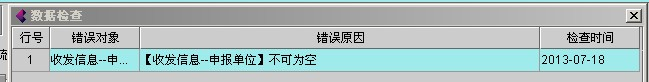 数据检查
行号 错误对象 错误原因 检查时间
1 收发信息--申... 【收发信息--申报单位】不可为空 2013-07-18
流